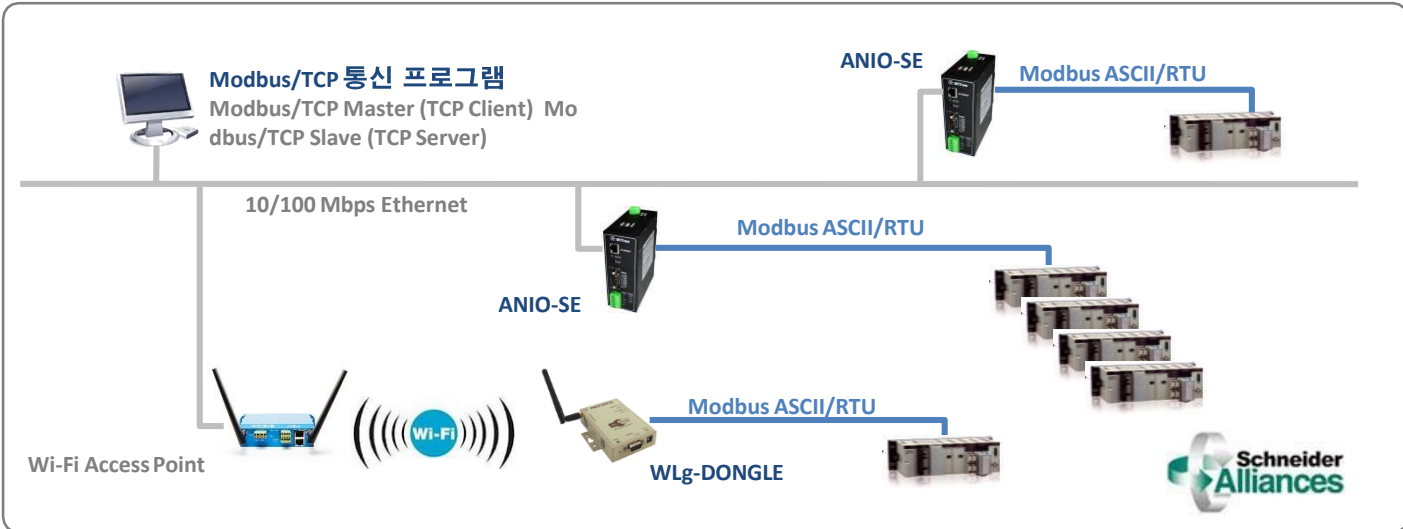 Modbus/TCP 통신 프로그램
Modbus/TCP Master (TCP Client) Mo
dbus/TCP Slave (TCP Server)
ANIO-SE
Modbus ASCII/RTU
10/100 Mbps Ethernet
Modbus ASCII/RTU
ANIO-SE
Wi-Fi
Modbus ASCII/RTU
Wi-Fi Access Point
WLg-DONGLE
Schneider
Alliances